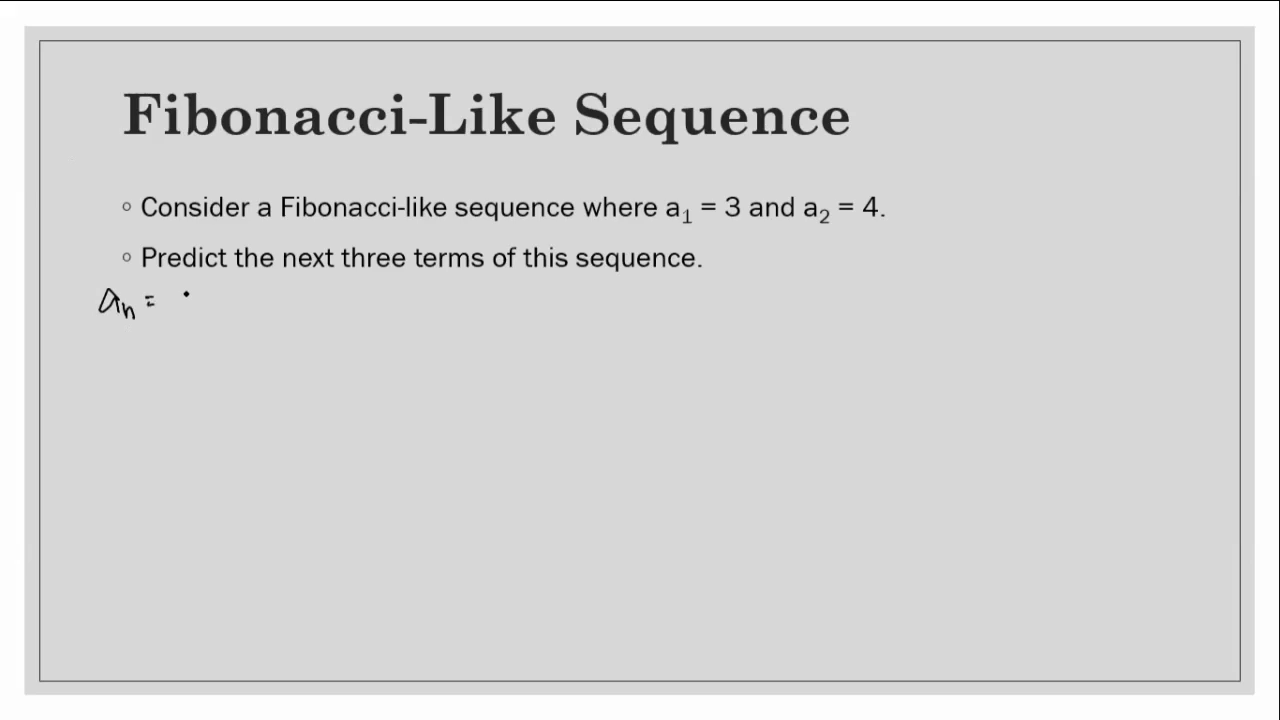 Fibonacci-Like Sequence
◦ Consider a Fibonacci-like sequence where a₁ = 3 and a₂ = 4.
◦ Predict the next three terms of this sequence.
aₙ =